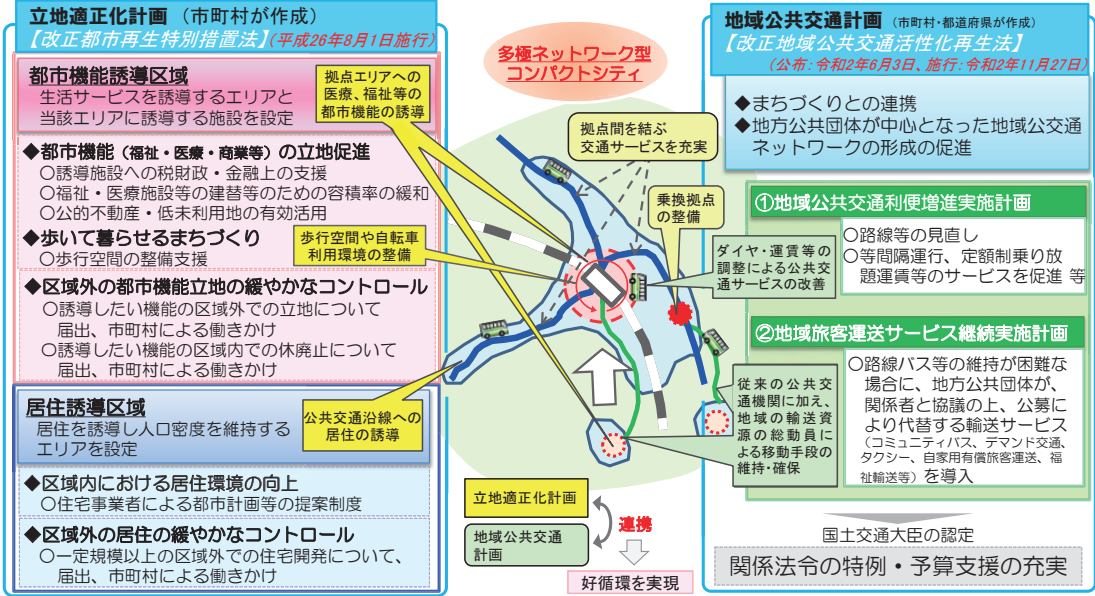 立地適正化計画（市町村が作成）
【改正都市再生特別措置法】（平成26年8月1日施行）
都市機能誘導区域
生活サービスを誘導するエリアと
当該エリアに誘導する施設を設定
◆都市機能（福祉・医療・商業等）の立地促進
○誘導施設への税財政・金融上の支援
○福祉・医療施設等の建替等のための容積率の緩和
○公的不動産・低未利用地の有効活用
◆歩いて暮らせるまちづくり
○歩行空間の整備支援
◆区域外の都市機能立地の緩やかなコントロール
○誘導したい機能の区域外での立地について
届出、市町村による働きかけ
○誘導したい機能の区域内での休廃止について
届出、市町村による働きかけ
居住誘導区域
居住を誘導し人口密度を維持する
エリアを設定
◆区域内における居住環境の向上
○住宅事業者による都市計画等の提案制度
◆区域外の居住の緩やかなコントロール
○一定規模以上の区域外での住宅開発について、
届出、市町村による働きかけ
多極ネットワーク型
コンパクトシティ
拠点エリアへの
医療、福祉等の
都市機能の誘導
拠点間を結ぶ
交通サービスを充実
乗換拠点
の整備
歩行空間や自転車
利用環境の整備
ダイヤ・運賃等の
調整による公共交
通サービスの改善
公共交通沿線への
居住の誘導
従来の公共交
通機関に加え、
地域の輸送資
源の総動員に
よる移動手段の
維持・確保
立地適正化計画
地域公共交通
計画
連携
好循環を実現
地域公共交通計画（市町村・都道府県が作成）
【改正地域公共交通活性化再生法】
（公布：令和2年6月3日、施行：令和2年11月27日）
◆まちづくりとの連携
◆地方公共団体が中心となった地域公交通
ネットワークの形成の促進
①地域公共交通利便増進実施計画
○路線等の見直し
○等間隔運行、定額制乗り放
題運賃等のサービスを促進 等
②地域旅客運送サービス継続実施計画
○路線バス等の維持が困難な
場合に、地方公共団体が、
関係者と協議の上、公募に
より代替する輸送サービス
（コミュニティバス、デマンド交通、
タクシー、自家用有償旅客運送、福
祉輸送等）を導入
国土交通大臣の認定
関係法令の特例・予算支援の充実